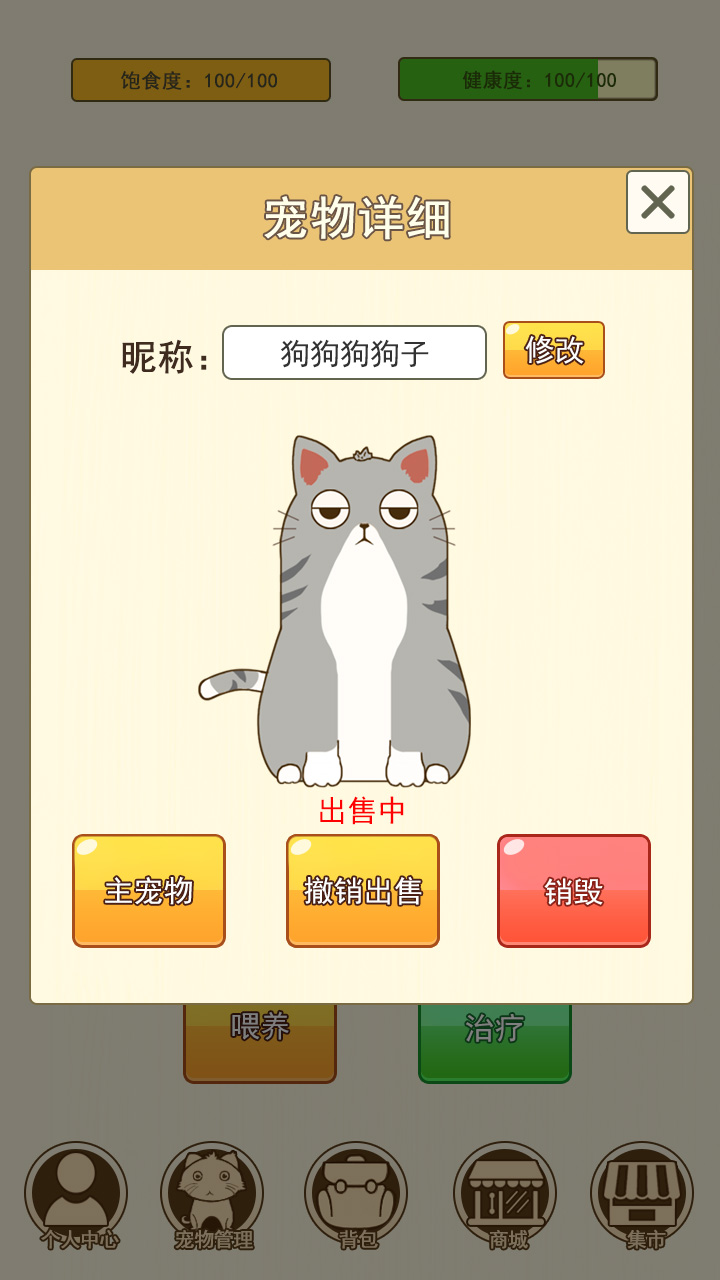 饱食度：100/100 健康度：100/100
宠物详细
昵称： 狗狗狗狗子 修改
出售中
主宠物 撤销出售 销毁
喂养 治疗
个人中心 宠物管理 背包 商城 集市